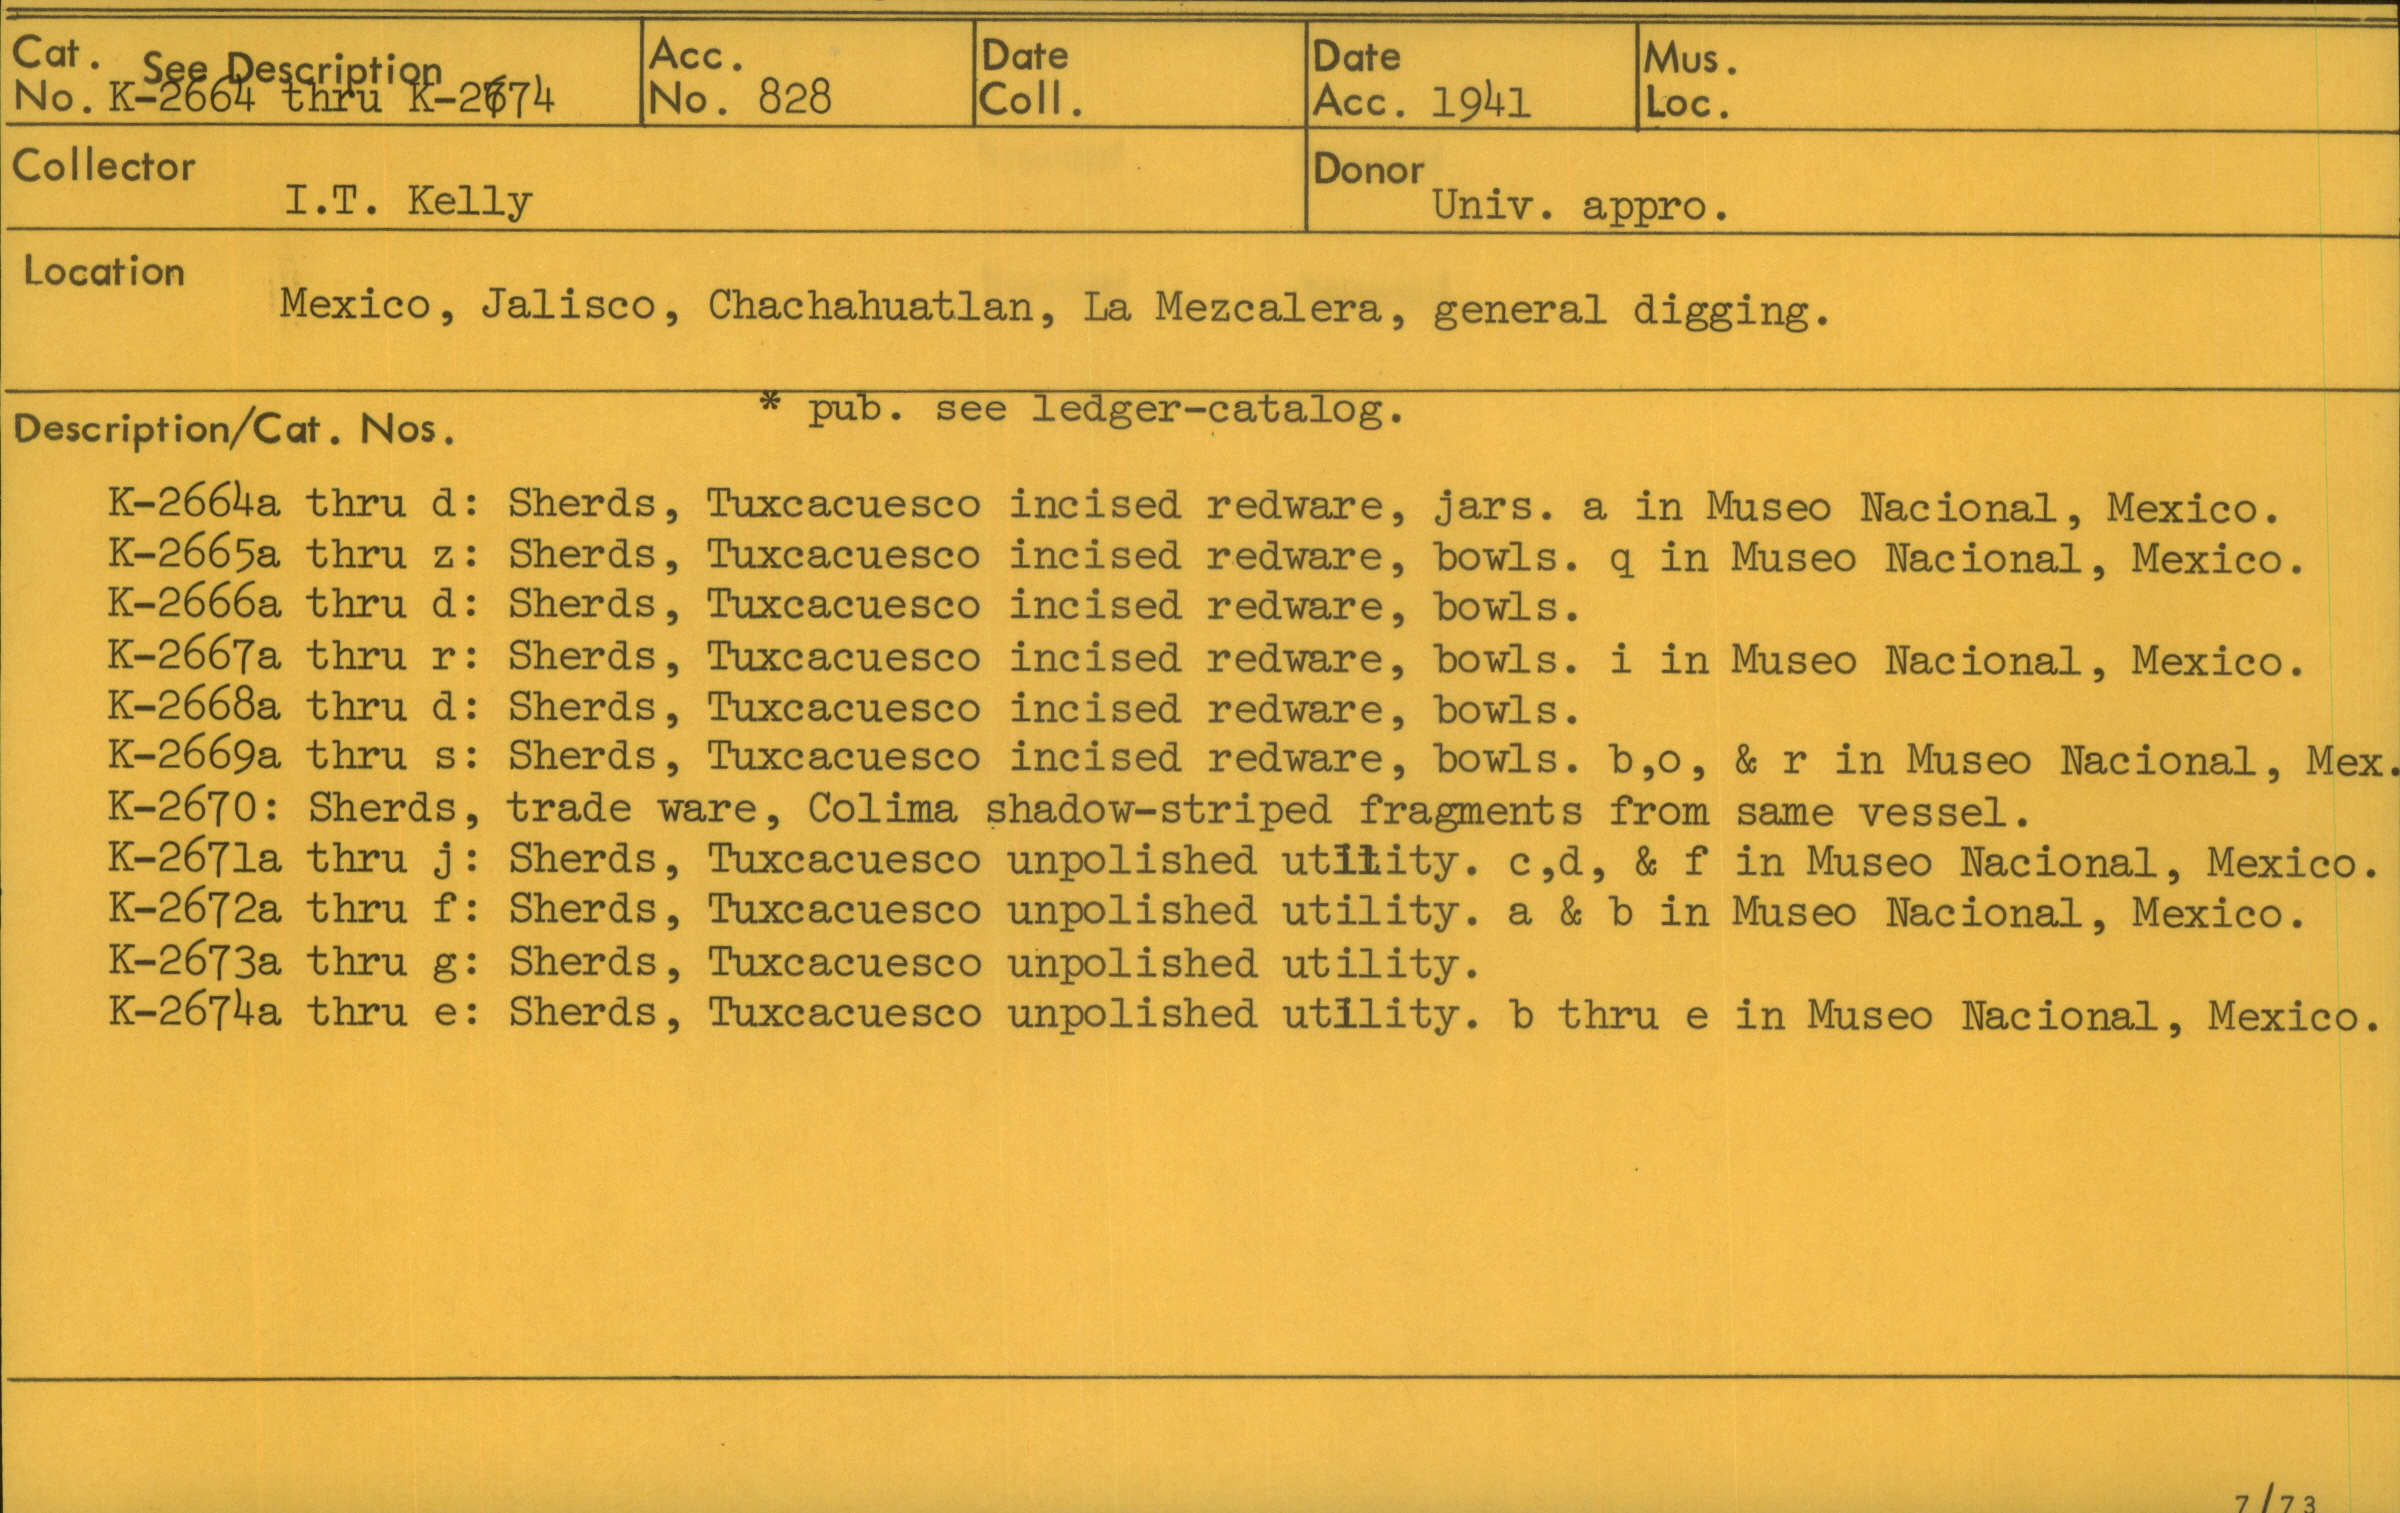 Cat. See Description
No. K-2664 thru K-2674
Acc.
No. 828
Date
Coll.
Date
Acc. 1941
Mus.
Loc.
Collector
I.T. Kelly
Donor
Univ. appro.
Location
Mexico, Jalisco, Chachahuatlan, La Mezcalera, general digging.
* pub. see ledger-catalog.
Description/Cat. Nos.
K-2664a thru d: Sherds, Tuxcacuesco incised redware, jars. a in Museo Nacional, Mexico.
K-2665a thru z: Sherds, Tuxcacuesco incised redware, bowls. q in Museo Nacional, Mexico.
K-2666a thru d: Sherds, Tuxcacuesco incised redware, bowls.
K-2667a thru r: Sherds, Tuxcacuesco incised redware, bowls. i in Museo Nacional, Mexico.
K-2668a thru d: Sherds, Tuxcacuesco incised redware, bowls.
K-2669a thru s: Sherds, Tuxcacuesco incised redware, bowls. b,o, & r in Museo Nacional, Mex.
K-2670: Sherds, trade ware, Colima shadow-striped fragments from same vessel.
K-2671a thru j: Sherds, Tuxcacuesco unpolished utility. c,d, & f in Museo Nacional, Mexico.
K-2672a thru f: Sherds, Tuxcacuesco unpolished utility. a & b in Museo Nacional, Mexico.
K-2673a thru g: Sherds, Tuxcacuesco unpolished utility.
K-2674a thru e: Sherds, Tuxcacuesco unpolished utility. b thru e in Museo Nacional, Mexico.
7/73